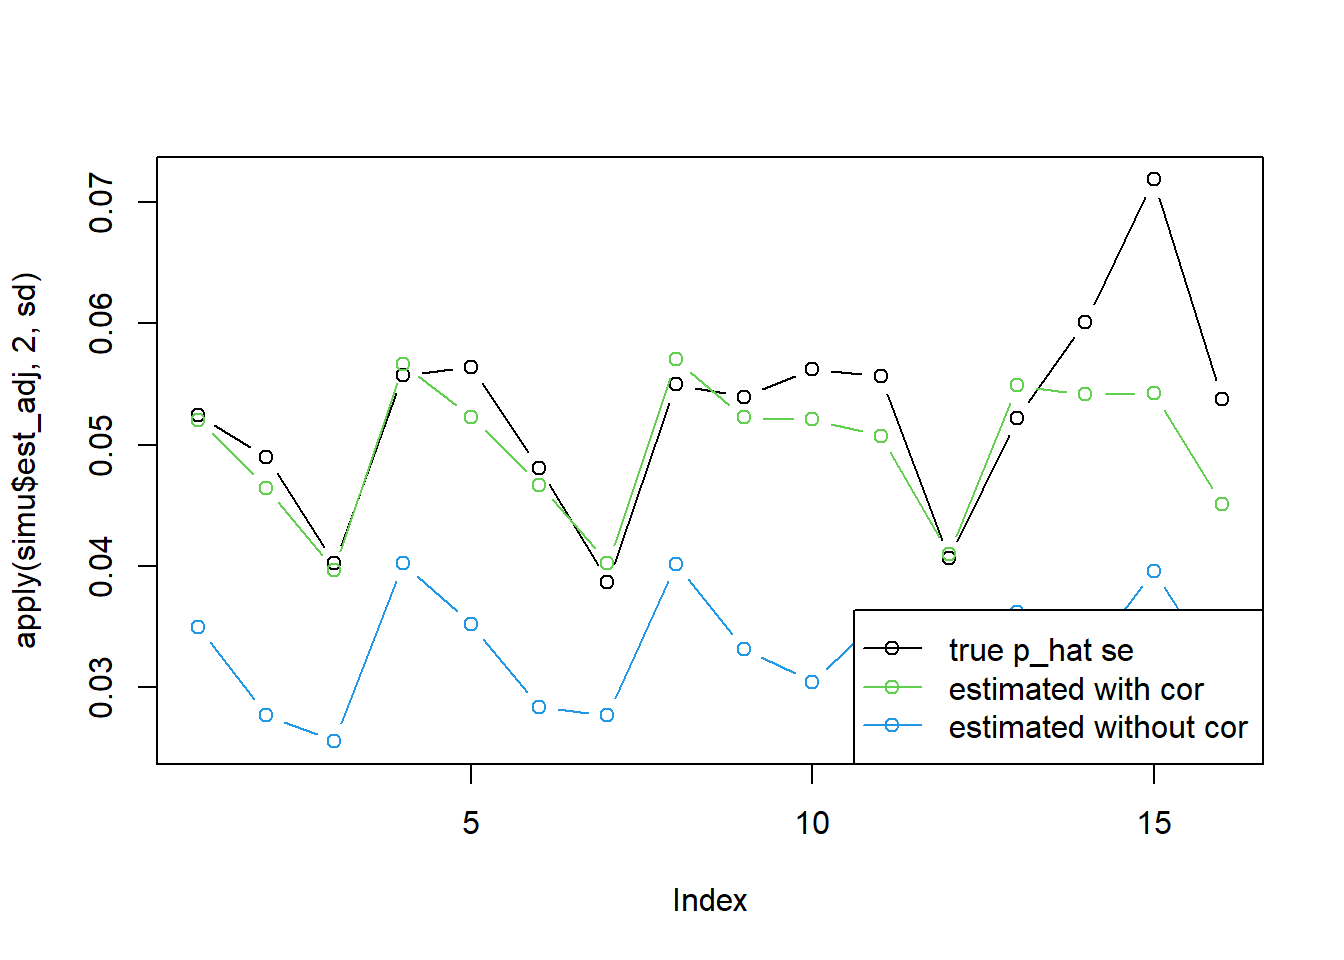 apply(simu$est_adj, 2, sd)
0.07
0.06
0.05
0.04
0.03
true p_hat se
estimated with cor
estimated without cor
5
10
15
Index